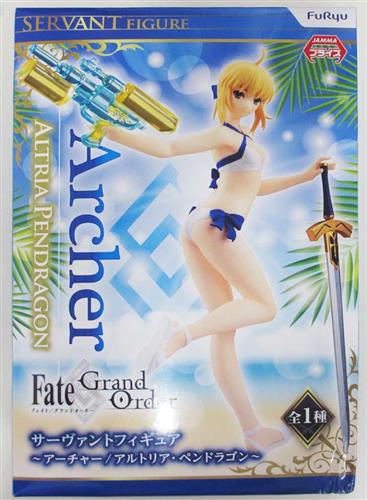 SERVANT FIGURE
FuRyu
JAMMA
プライズ
Archer
ALTRIA PENDRAGON
Fate Grand Order
フェイト/グランドオーダー
全1種
サーヴァントフィギュア
〜アーチャー/アルトリア・ペンドラゴン〜